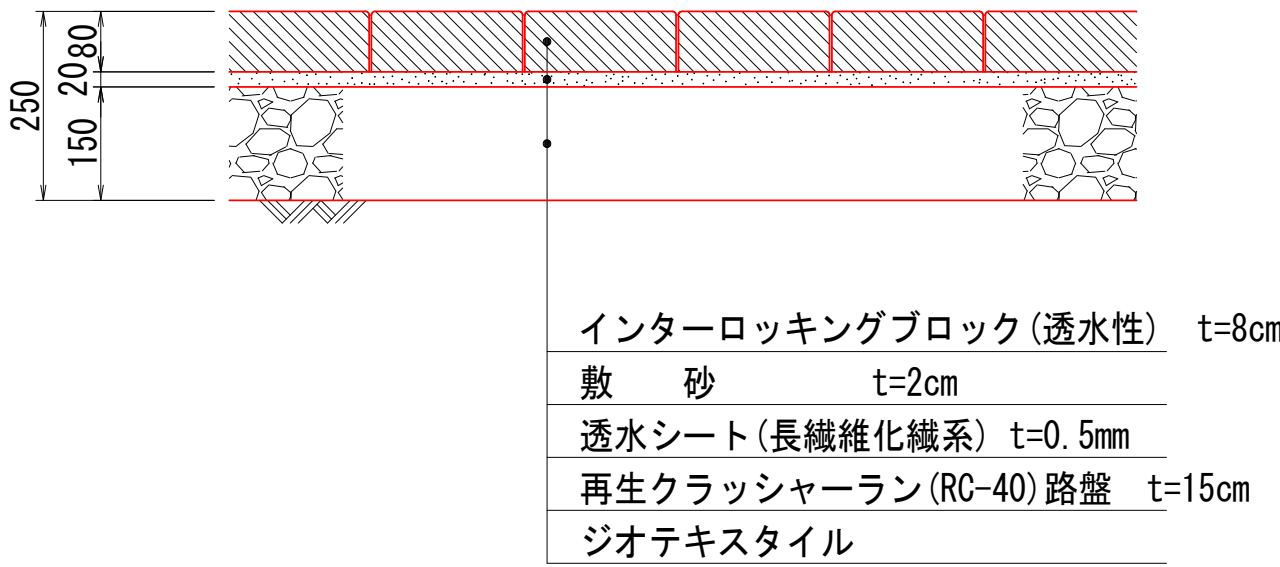 250
80
20
150
インターロッキングブロック(透水性) t=8cm
敷 砂 t=2cm
透水シート(長繊維化繊系) t=0.5mm
再生クラッシャーラン(RC-40)路盤 t=15cm
ジオテキスタイル